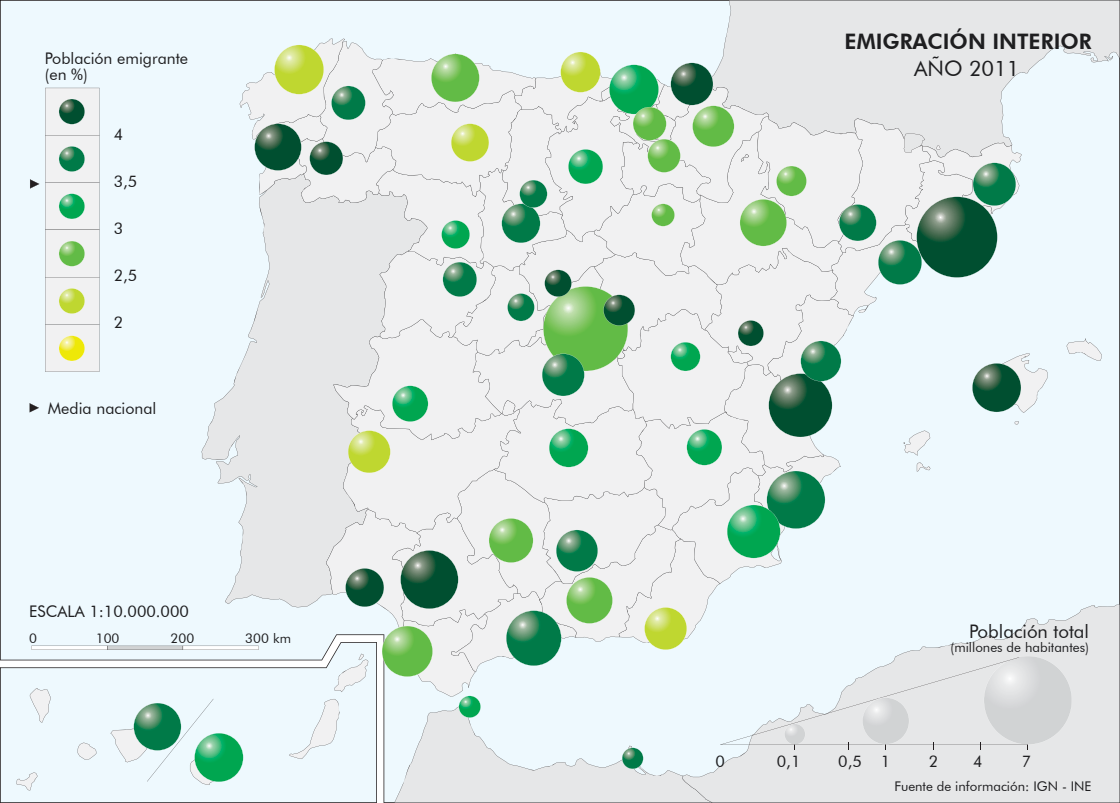 EMIGRACIÓN INTERIOR
AÑO 2011
Población emigrante
(en %)
4
3,5
3
2,5
2
Media nacional
ESCALA 1:10.000.000
0 100 200 300 km
Población total
(millones de habitantes)
0 0,1 0,5 1 2 4 7
Fuente de información: IGN - INE